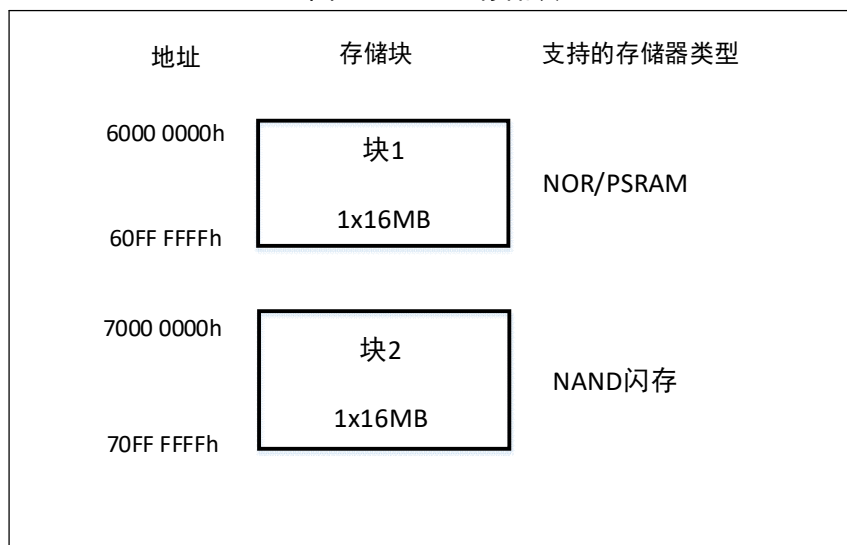 地址 存储块 支持的存储器类型
6000 0000h
块1
NOR/PSRAM
1x16MB
60FF FFFFh
7000 0000h
块2
NAND闪存
1x16MB
70FF FFFFh